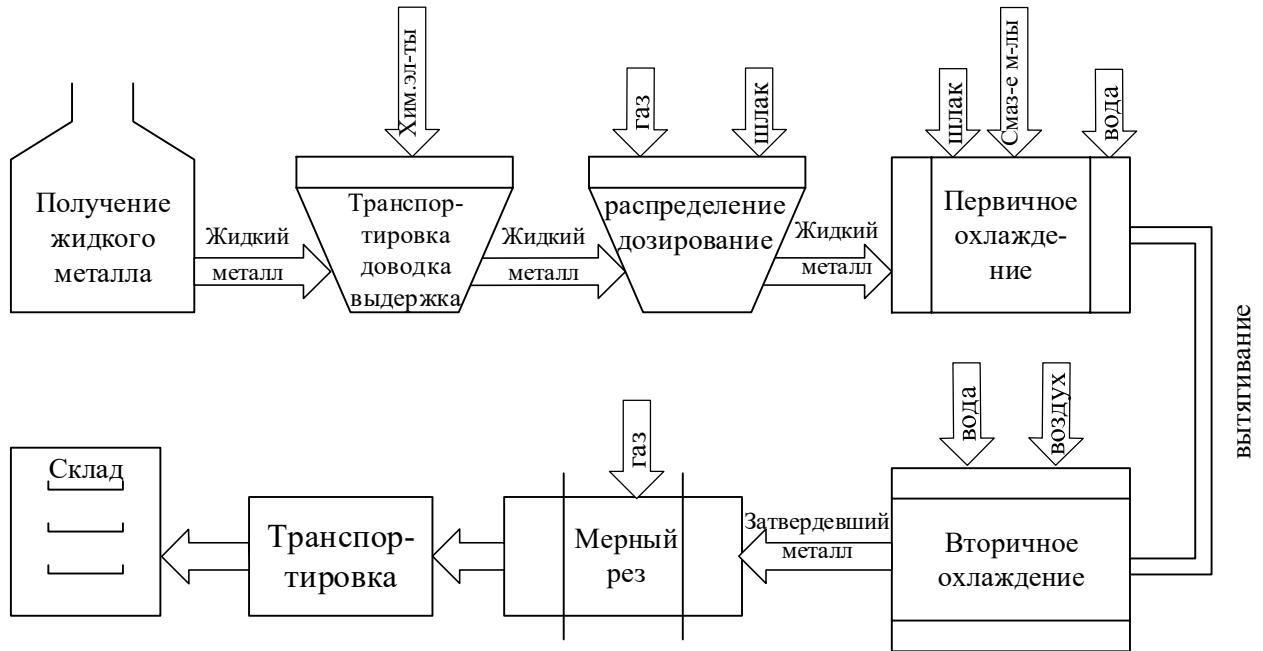 Хим.эл-ты
газ
шлак
шлак
Смаз-е м-лы
вода
Получение
жидкого
металла
Жидкий
металл
Транспор-
тировка
доводка
выдержка
Жидкий
металл
распределение
дозирование
Жидкий
металл
Первичное
охлажде-
ние
вытягивание
Склад
Транспор-
тировка
газ
Мерный
рез
Затвердевший
металл
вода
воздух
Вторичное
охлаждение